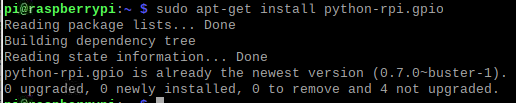 pi@raspberrypi:~ $ sudo apt-get install python-rpi.gpio
Reading package lists... Done
Building dependency tree
Reading state information... Done
python-rpi.gpio is already the newest version (0.7.0~buster-1).
0 upgraded, 0 newly installed, 0 to remove and 4 not upgraded.